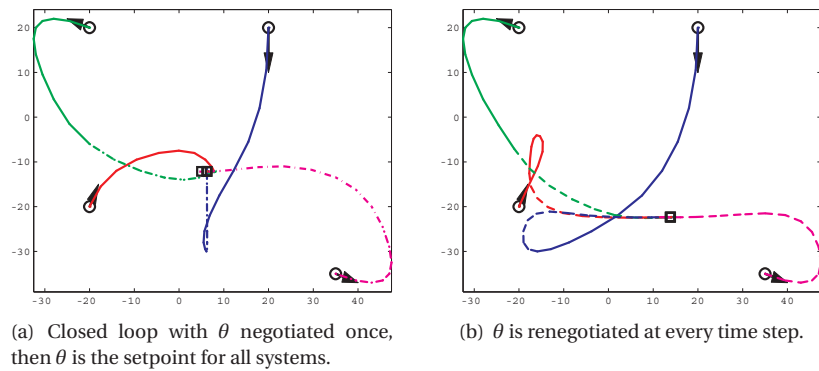 20
10
0
-10
-20
-30
-30 -20 -10 0 10 20 30 40
20
10
0
-10
-20
-30
-30 -20 -10 0 10 20 30 40
(a) Closed loop with θ negotiated once,
then θ is the setpoint for all systems.
(b) θ is renegotiated at every time step.